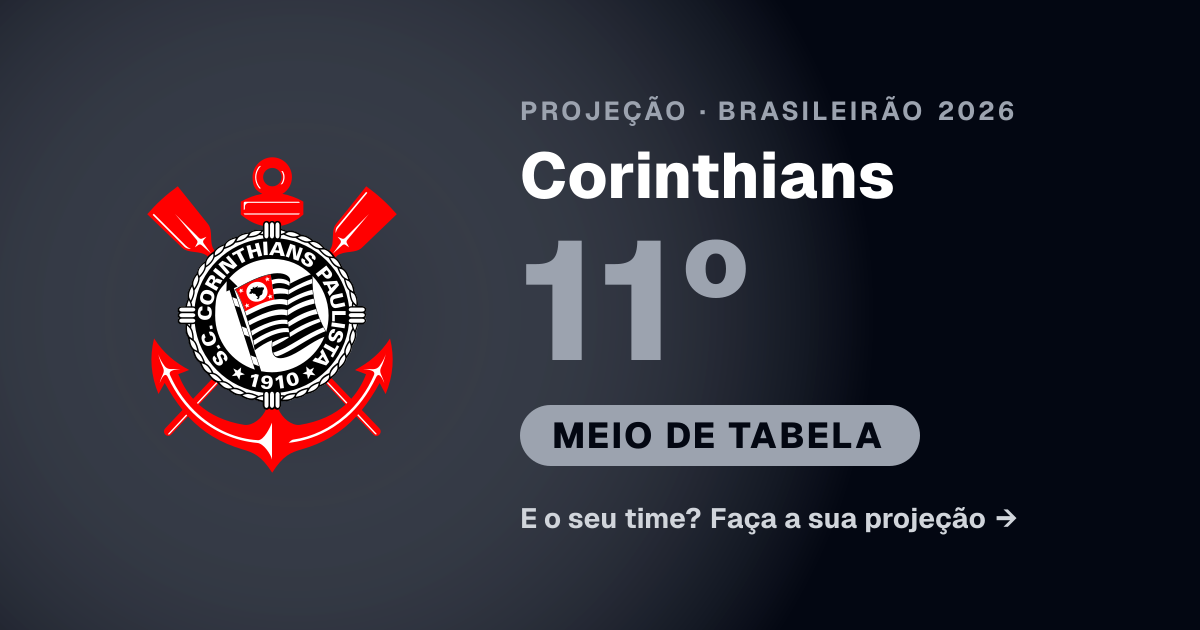 PROJEÇÃO · BRASILEIRÃO 2026
Corinthians
11º
MEIO DE TABELA
E o seu time? Faça a sua projeção →
S.C. CORINTHIANS PAULISTA
★ 1910 ★